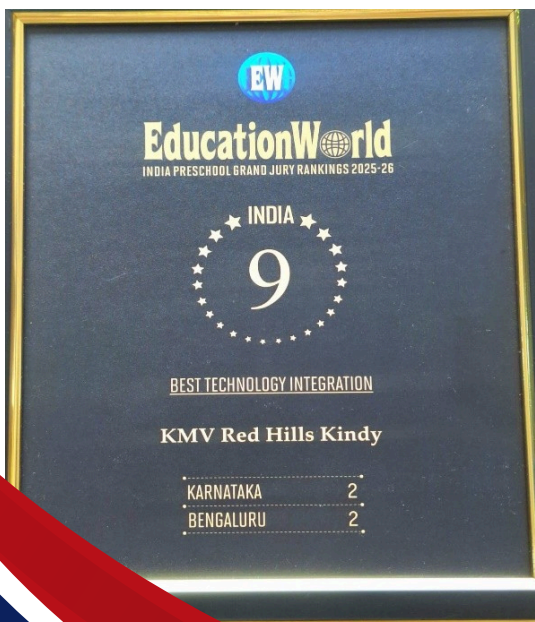 EW
EducationWorld
INDIA PRESCHOOL GRAND JURY RANKINGS 2025-26
INDIA
9
BEST TECHNOLOGY INTEGRATION
KMV Red Hills Kindy
KARNATAKA 2
BENGALURU 2